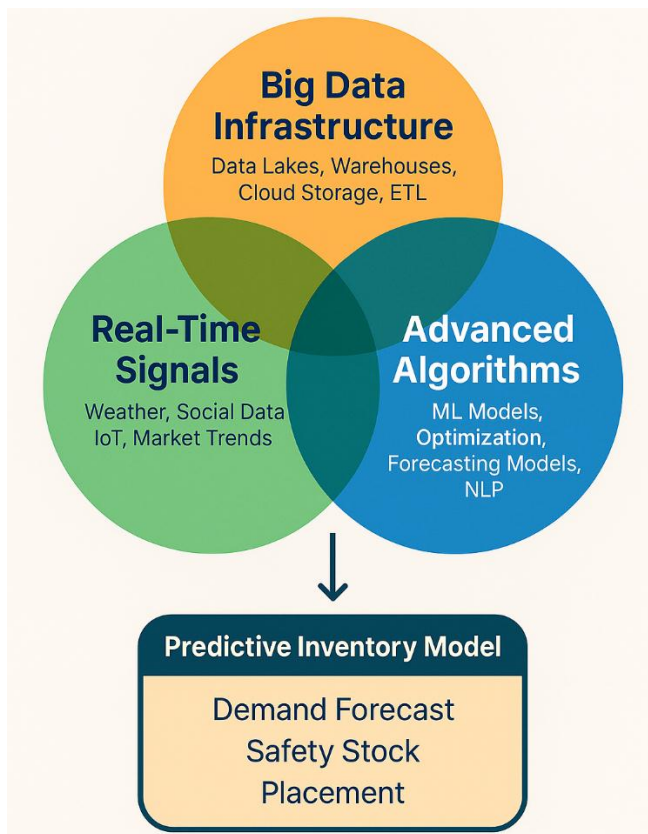 Big Data
Infrastructure
Data Lakes, Warehouses,
Cloud Storage, ETL
Real-Time
Signals
Weather, Social Data
IoT, Market Trends
Advanced
Algorithms
ML Models,
Optimization,
Forecasting Models,
NLP
Predictive Inventory Model
Demand Forecast
Safety Stock
Placement